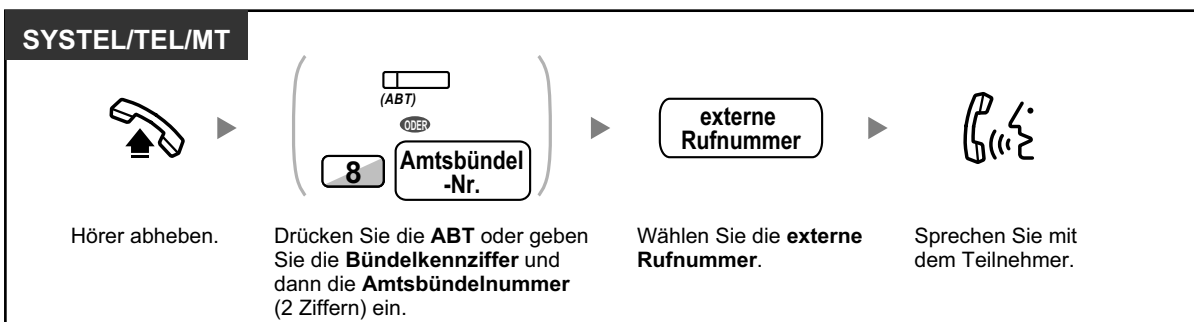 SYSTEL/TEL/MT
(ABT)
ODER
8
Amtsbündel
-Nr.
externe
Rufnummer
Hörer abheben.
Drücken Sie die ABT oder geben
Sie die Bündelkennziffer und
dann die Amtsbündelnummer
(2 Ziffern) ein.
Wählen Sie die externe
Rufnummer.
Sprechen Sie mit
dem Teilnehmer.